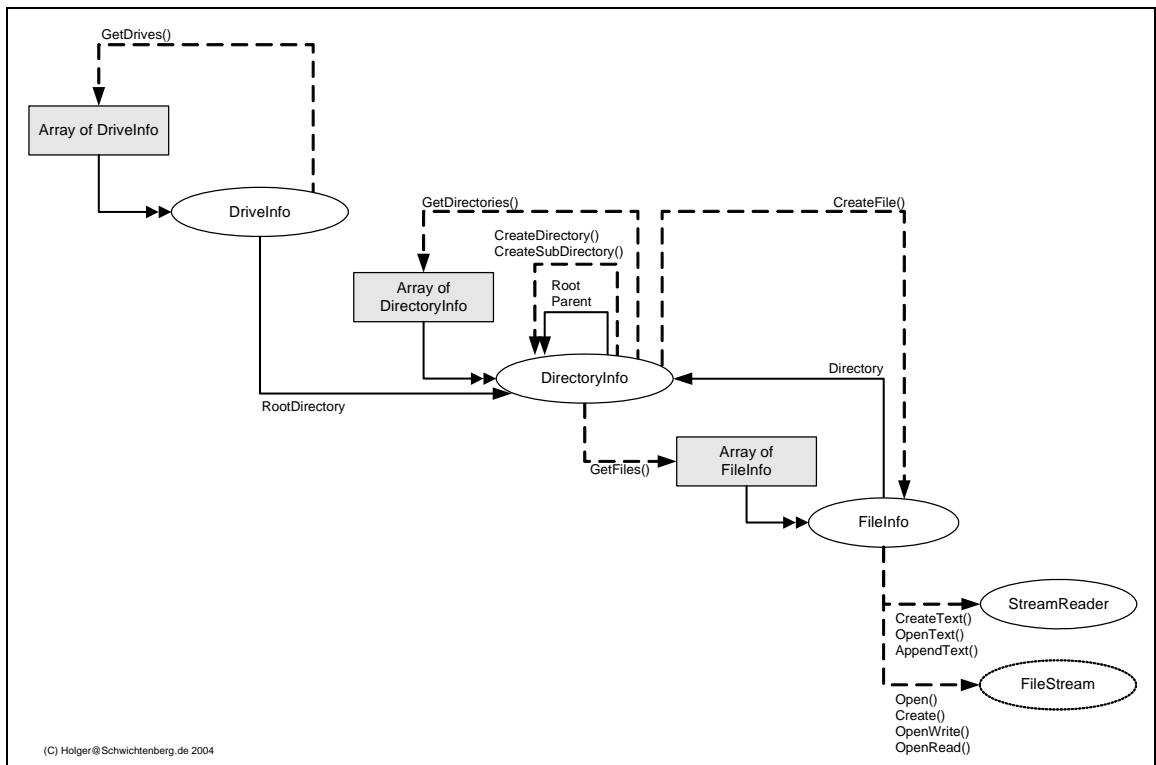 GetDrives()
Array of DriveInfo
DriveInfo
GetDirectories()
CreateFile()
CreateDirectory()
CreateSubDirectory()
Array of
DirectoryInfo
Root
Parent
DirectoryInfo
Directory
RootDirectory
GetFiles()
Array of
FileInfo
FileInfo
StreamReader
CreateText()
OpenText()
AppendText()
FileStream
Open()
Create()
OpenWrite()
OpenRead()
(C) Holger@Schwichtenberg.de 2004